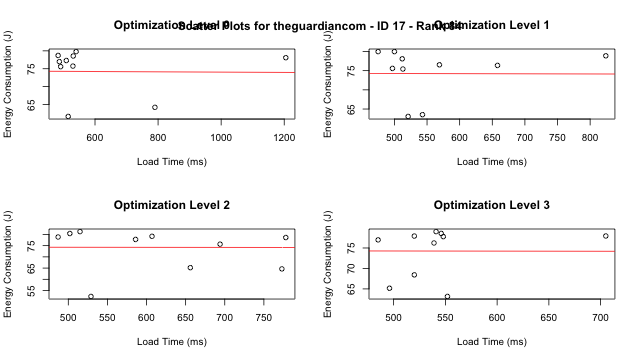 Scatter Plots for theguardiancom - ID 17 - Rank 84
Optimization Level 0
Energy Consumption (J)
75
65
600 800 1000 1200
Load Time (ms)
Optimization Level 1
Energy Consumption (J)
75
65
500 550 600 650 700 750 800
Load Time (ms)
Optimization Level 2
Energy Consumption (J)
75
65
55
500 550 600 650 700 750
Load Time (ms)
Optimization Level 3
Energy Consumption (J)
75
70
65
500 550 600 650 700
Load Time (ms)